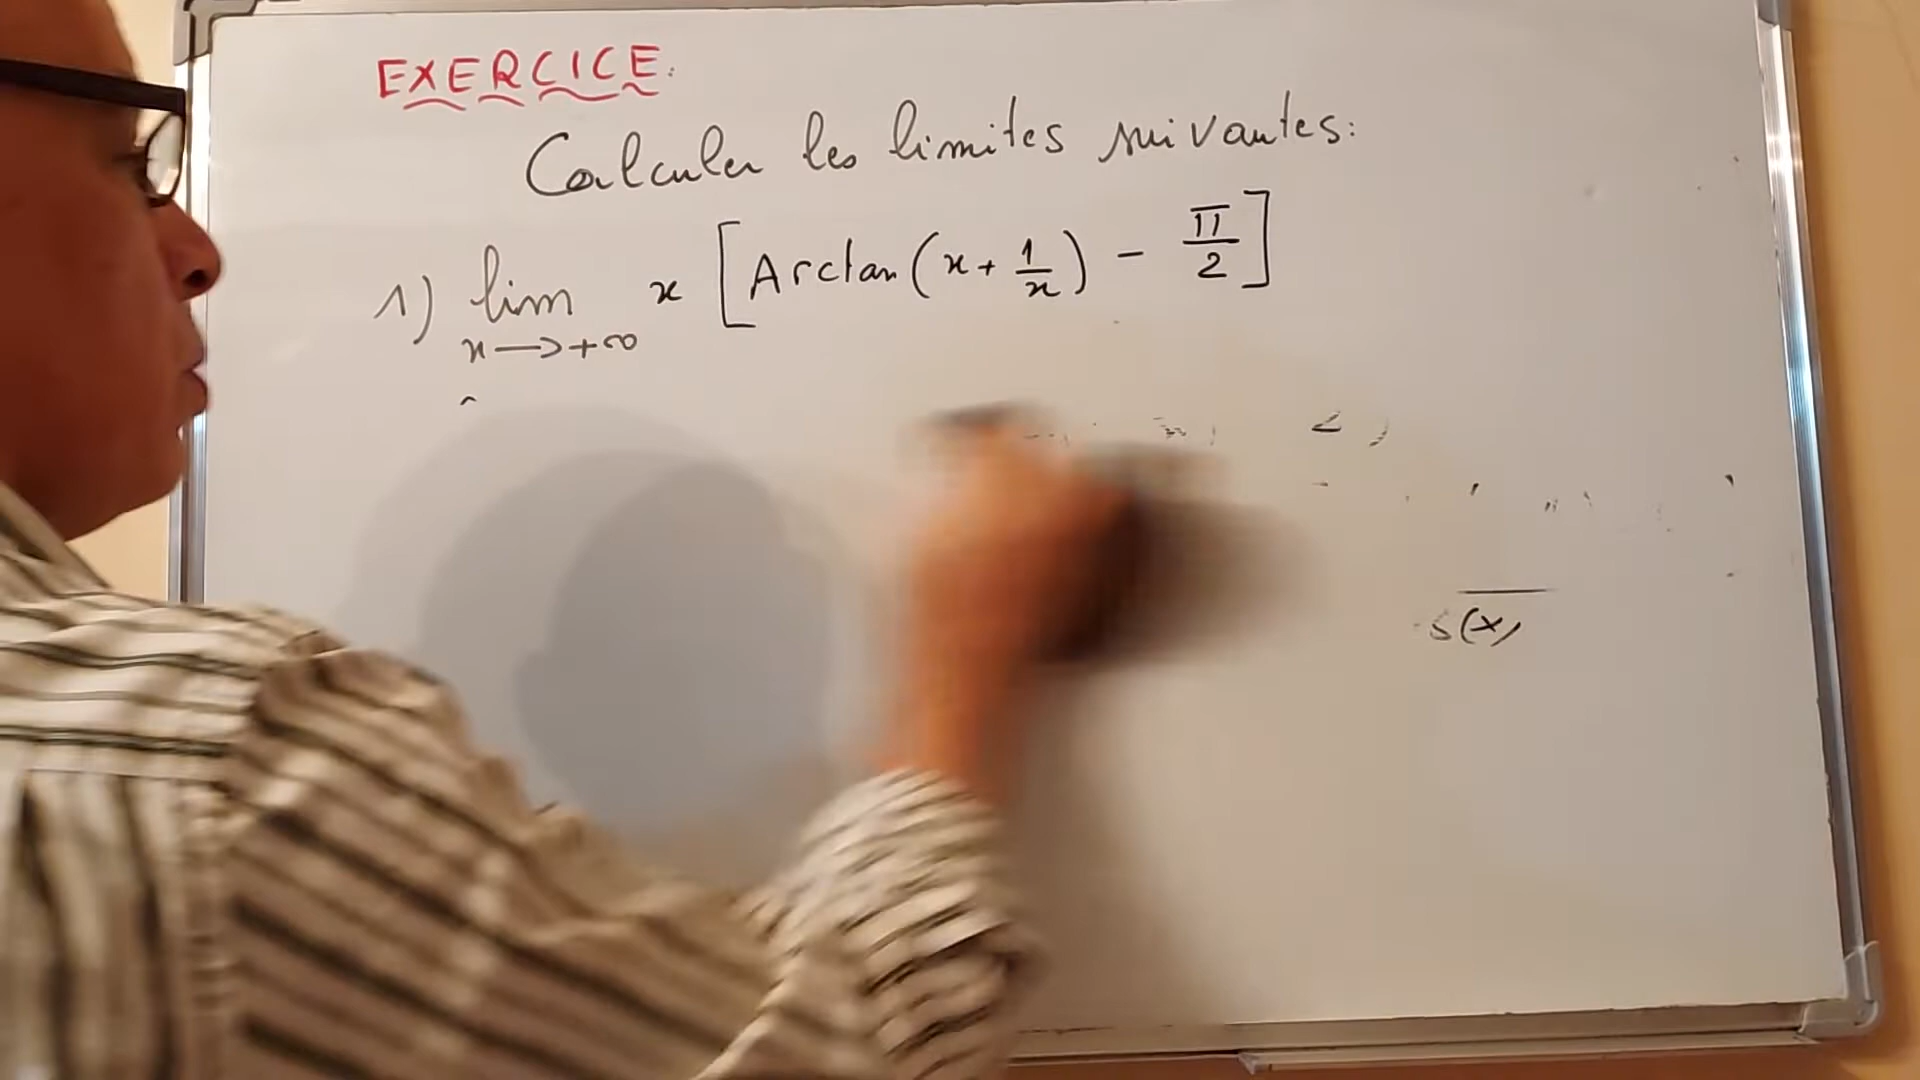 EXERCICE:
Calculer les limites suivantes:
1) lim x [Arctan(x + 1/x) - π/2]
x → +∞
s(x)